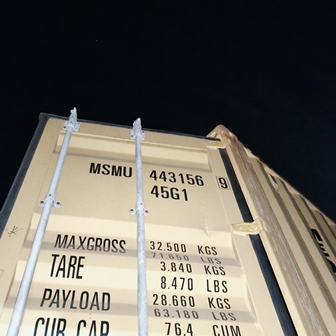 MSMU 443156 9
45G1
MAXGROSS 32.500 KGS
71.650 LBS
TARE 3.840 KGS
8.470 LBS
PAYLOAD 28.660 KGS
63.180 LBS
CUB.CAP. 76.4 CUM